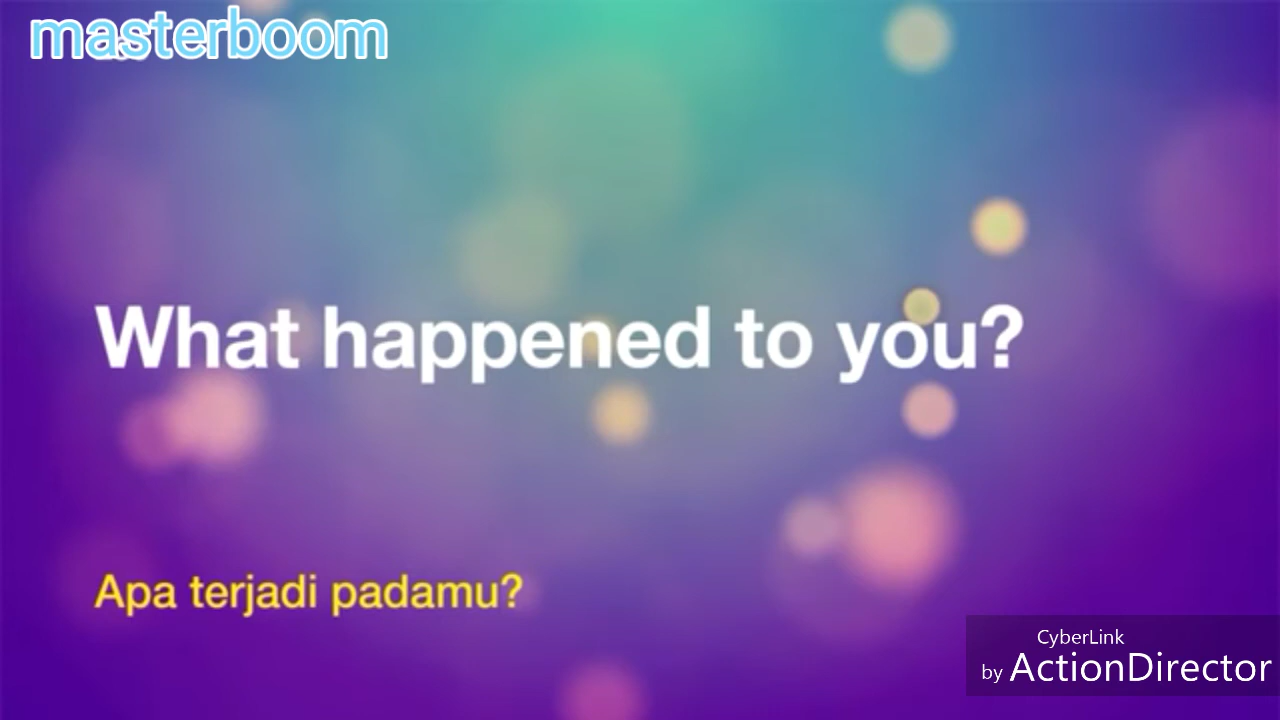 masterboom
What happened to you?
Apa terjadi padamu?
CyberLink
by ActionDirector